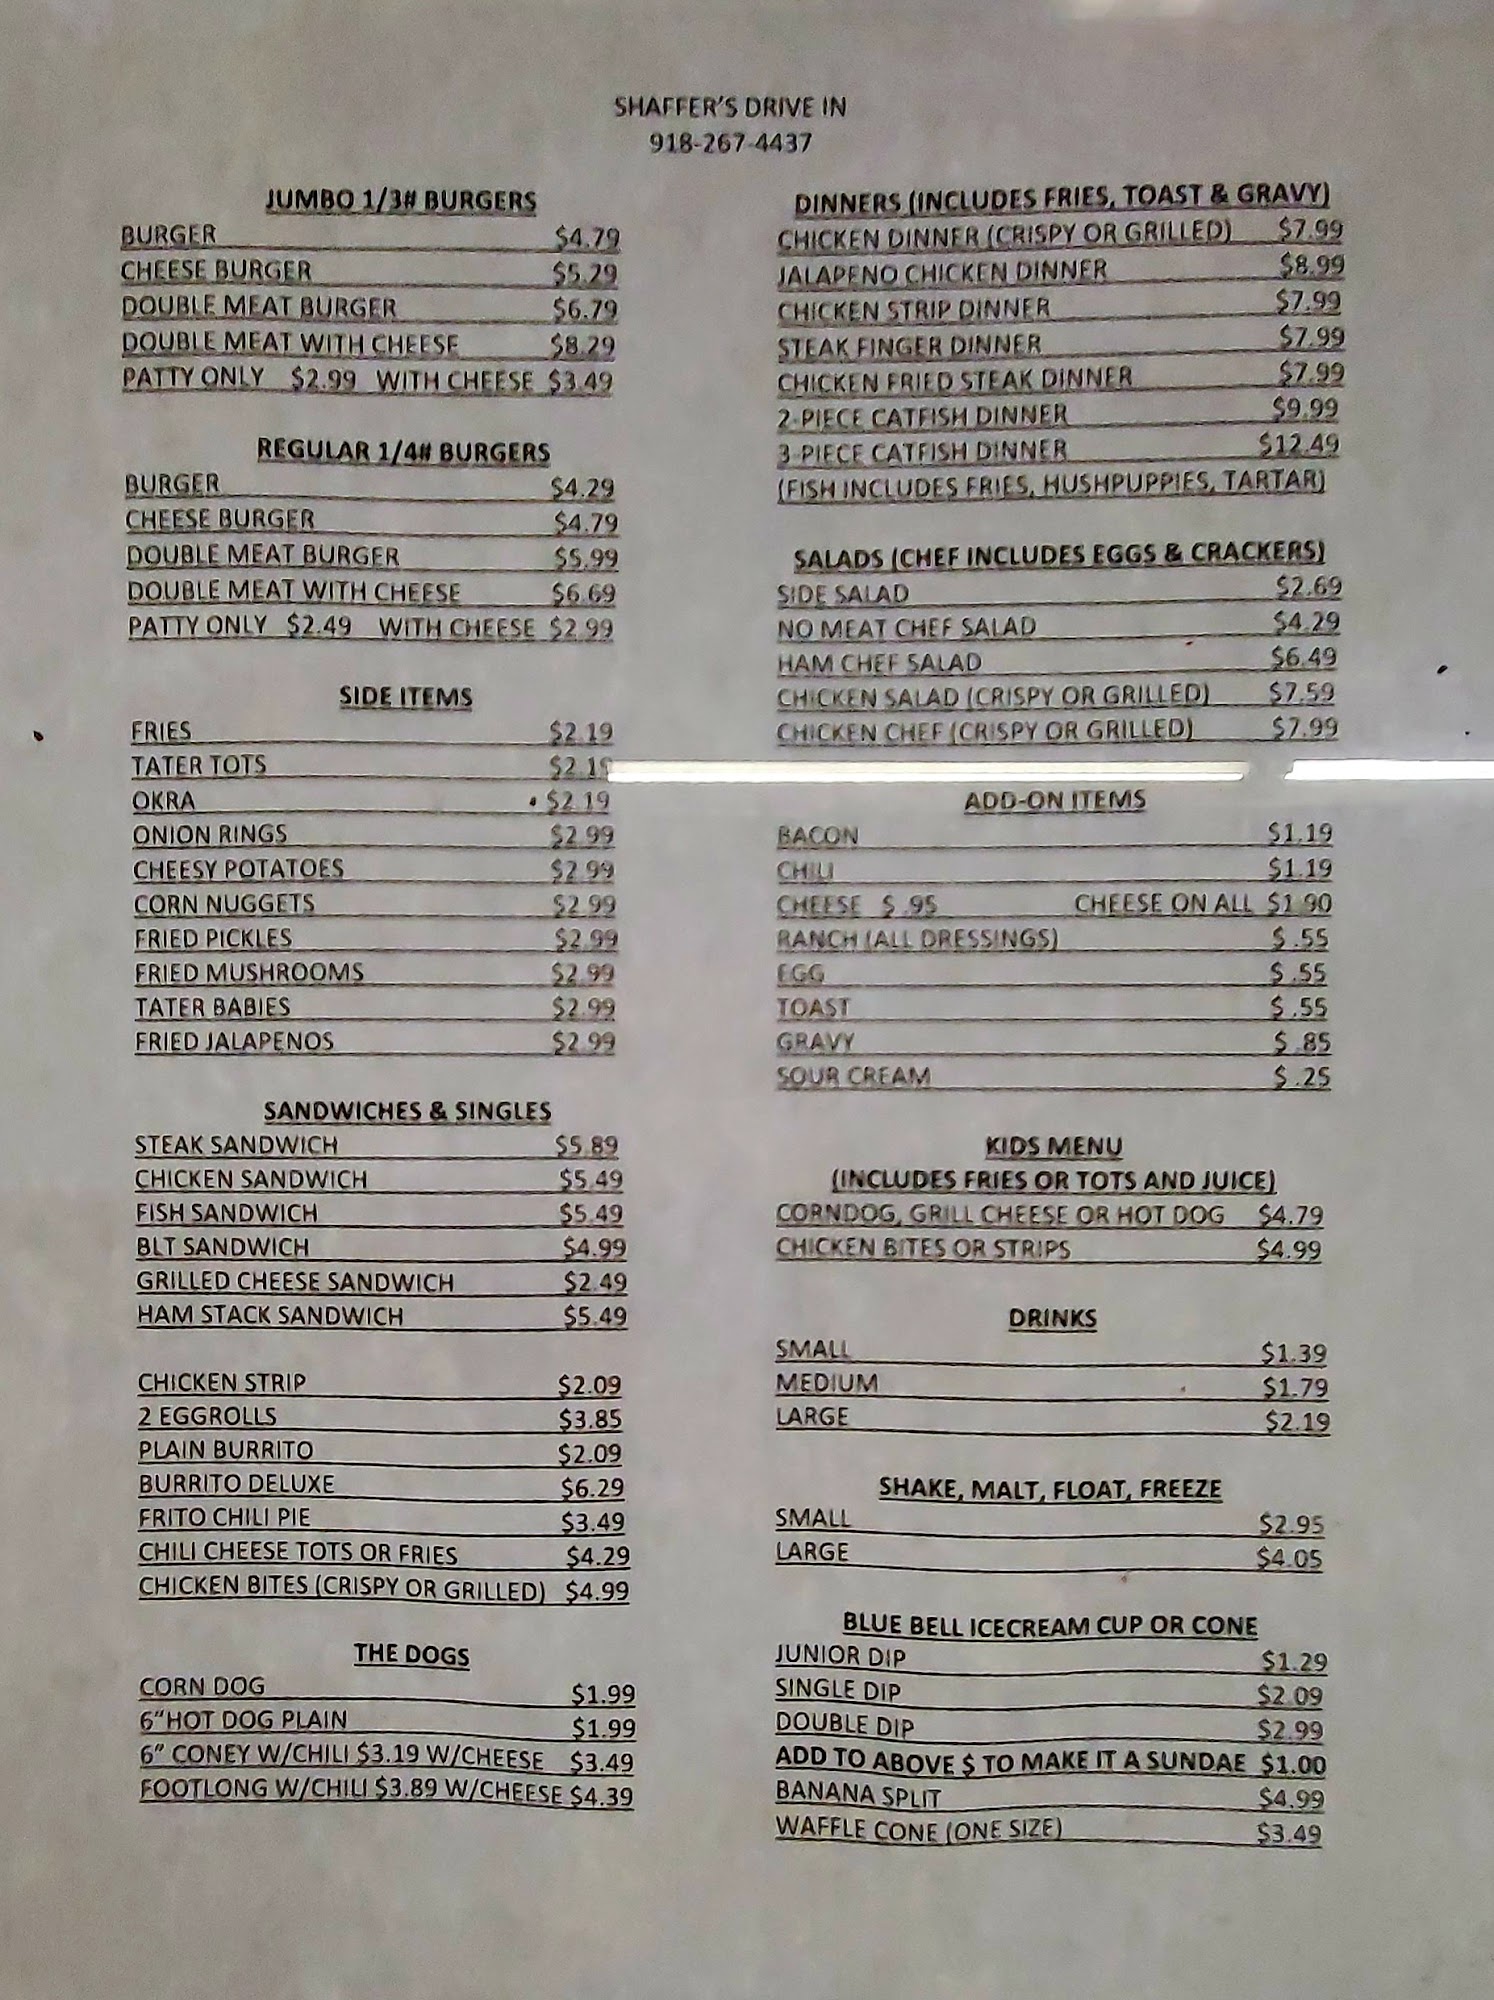 SHAFFER'S DRIVE IN
918-267-4437
JUMBO 1/3# BURGERS
BURGER $4.79
CHEESE BURGER $5.29
DOUBLE MEAT BURGER $6.79
DOUBLE MEAT WITH CHEESE $8.29
PATTY ONLY $2.99 WITH CHEESE $3.49
REGULAR 1/4# BURGERS
BURGER $4.29
CHEESE BURGER $4.79
DOUBLE MEAT BURGER $5.99
DOUBLE MEAT WITH CHEESE $6.69
PATTY ONLY $2.49 WITH CHEESE $2.99
SIDE ITEMS
FRIES $2.19
TATER TOTS $2.19
OKRA $2.19
ONION RINGS $2.99
CHEESY POTATOES $2.99
CORN NUGGETS $2.99
FRIED PICKLES $2.99
FRIED MUSHROOMS $2.99
TATER BABIES $2.99
FRIED JALAPENOS $2.99
SANDWICHES & SINGLES
STEAK SANDWICH $5.89
CHICKEN SANDWICH $5.49
FISH SANDWICH $5.49
BLT SANDWICH $4.99
GRILLED CHEESE SANDWICH $2.49
HAM STACK SANDWICH $5.49
CHICKEN STRIP $2.09
2 EGGROLLS $3.85
PLAIN BURRITO $2.09
BURRITO DELUXE $6.29
FRITO CHILI PIE $3.49
CHILI CHEESE TOTS OR FRIES $4.29
CHICKEN BITES (CRISPY OR GRILLED) $4.99
THE DOGS
CORN DOG $1.99
6"HOT DOG PLAIN $1.99
6" CONEY W/CHILI $3.19 W/CHEESE $3.49
FOOTLONG W/CHILI $3.89 W/CHEESE $4.39
DINNERS (INCLUDES FRIES, TOAST & GRAVY)
CHICKEN DINNER (CRISPY OR GRILLED) $7.99
JALAPENO CHICKEN DINNER $8.99
CHICKEN STRIP DINNER $7.99
STEAK FINGER DINNER $7.99
CHICKEN FRIED STEAK DINNER $7.99
2-PIECE CATFISH DINNER $9.99
3-PIECE CATFISH DINNER $12.49
(FISH INCLUDES FRIES, HUSHPUPPIES, TARTAR)
SALADS (CHEF INCLUDES EGGS & CRACKERS)
SIDE SALAD $2.69
NO MEAT CHEF SALAD $4.29
HAM CHEF SALAD $6.49
CHICKEN SALAD (CRISPY OR GRILLED) $7.59
CHICKEN CHEF (CRISPY OR GRILLED) $7.99
ADD-ON ITEMS
BACON $1.19
CHILI $1.19
CHEESE $ .95 CHEESE ON ALL $1.90
RANCH (ALL DRESSINGS) $ .55
EGG $ .55
TOAST $ .55
GRAVY $ .85
SOUR CREAM $ .25
KIDS MENU
(INCLUDES FRIES OR TOTS AND JUICE)
CORNDOG, GRILL CHEESE OR HOT DOG $4.79
CHICKEN BITES OR STRIPS $4.99
DRINKS
SMALL $1.39
MEDIUM $1.79
LARGE $2.19
SHAKE, MALT, FLOAT, FREEZE
SMALL $2.95
LARGE $4.05
BLUE BELL ICECREAM CUP OR CONE
JUNIOR DIP $1.29
SINGLE DIP $2.09
DOUBLE DIP $2.99
ADD TO ABOVE $ TO MAKE IT A SUNDAE $1.00
BANANA SPLIT $4.99
WAFFLE CONE (ONE SIZE) $3.49